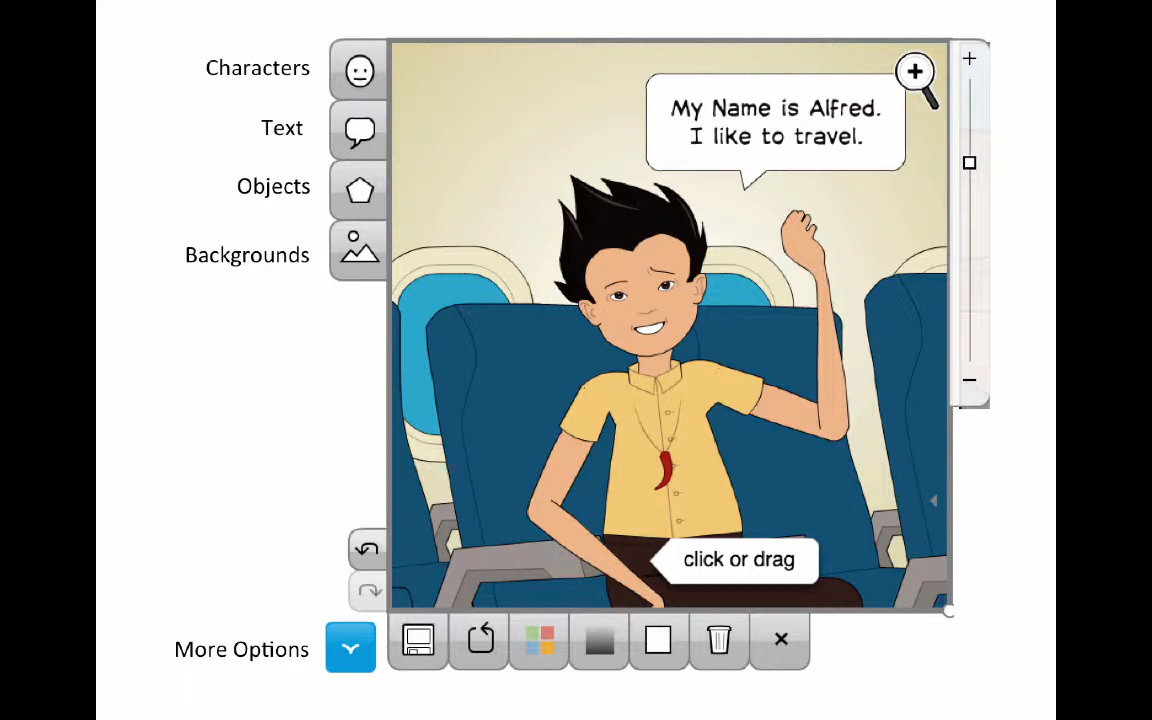 Characters
Text
Objects
Backgrounds
My Name is Alfred.
I like to travel.
click or drag
More Options